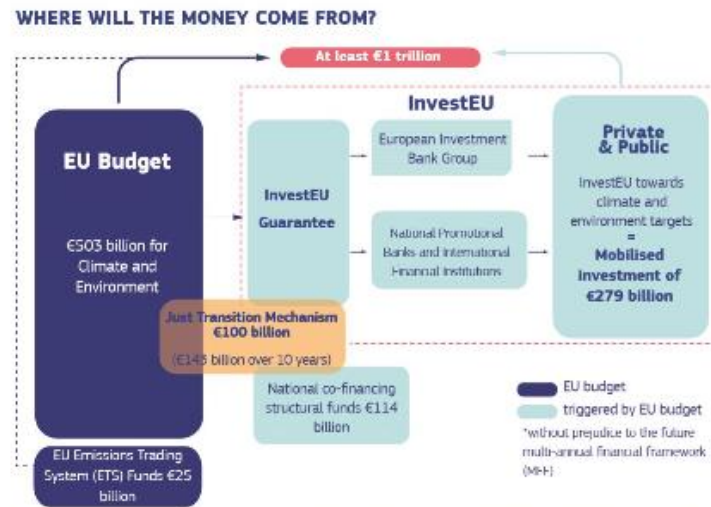 WHERE WILL THE MONEY COME FROM?
At least €1 trillion
InvestEU
EU Budget
€503 billion for
Climate and
Environment
InvestEU
Guarantee
European Investment
Bank Group
National Promotional
Banks and International
Financial Institutions
Private
& Public
InvestEU towards
climate and
environment targets
=
Mobilised
investment of
€279 billion
Just Transition Mechanism
€100 billion
(€143 billion over 10 years)
National co-financing
structural funds €114
billion
EU Emissions Trading
System (ETS) Funds €25
billion
EU budget
triggered by EU budget
*without prejudice to the future
multi-annual financial framework
(MFF)